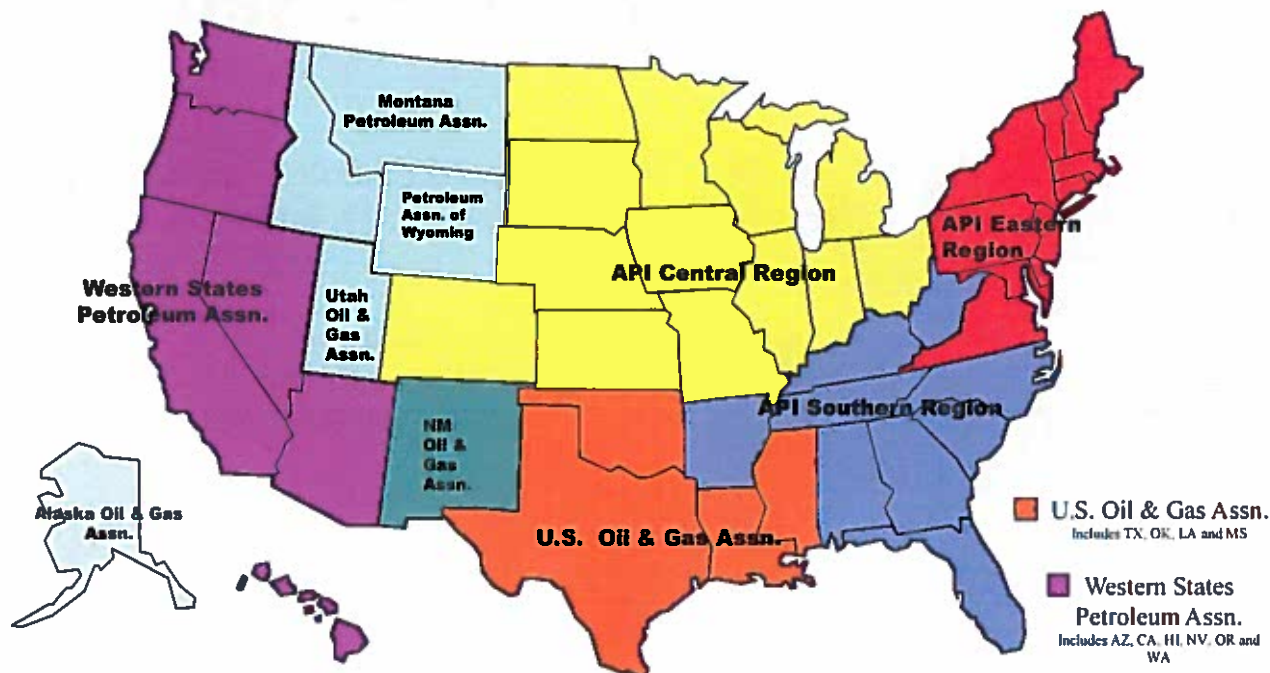 Montana
Petroleum Assn.
Petroleum
Assn. of
Wyoming
API Eastern
Region
API Central Region
Western States
Petroleum Assn.
Utah
Oil &
Gas
Assn.
API Southern Region
NM
Oil &
Gas
Assn.
Alaska Oil & Gas
Assn.
U.S. Oil & Gas Assn.
U.S. Oil & Gas Assn.
Includes TX, OK, LA and MS
Western States
Petroleum Assn.
Includes AZ, CA, HI, NV, OR and
WA